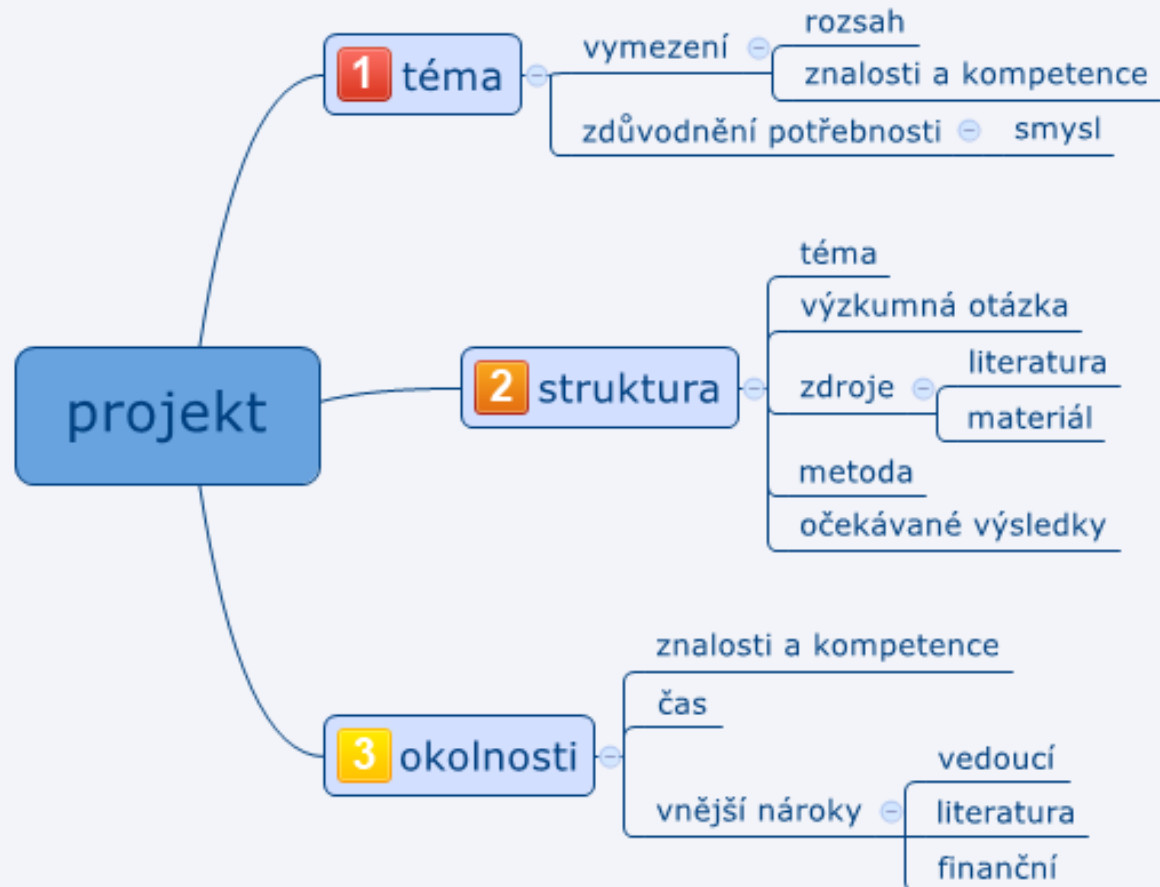 projekt
1 téma
vymezení
rozsah
znalosti a kompetence
zdůvodnění potřebnosti
smysl
2 struktura
téma
výzkumná otázka
zdroje
literatura
materiál
metoda
očekávané výsledky
3 okolnosti
znalosti a kompetence
čas
vnější nároky
vedoucí
literatura
finanční